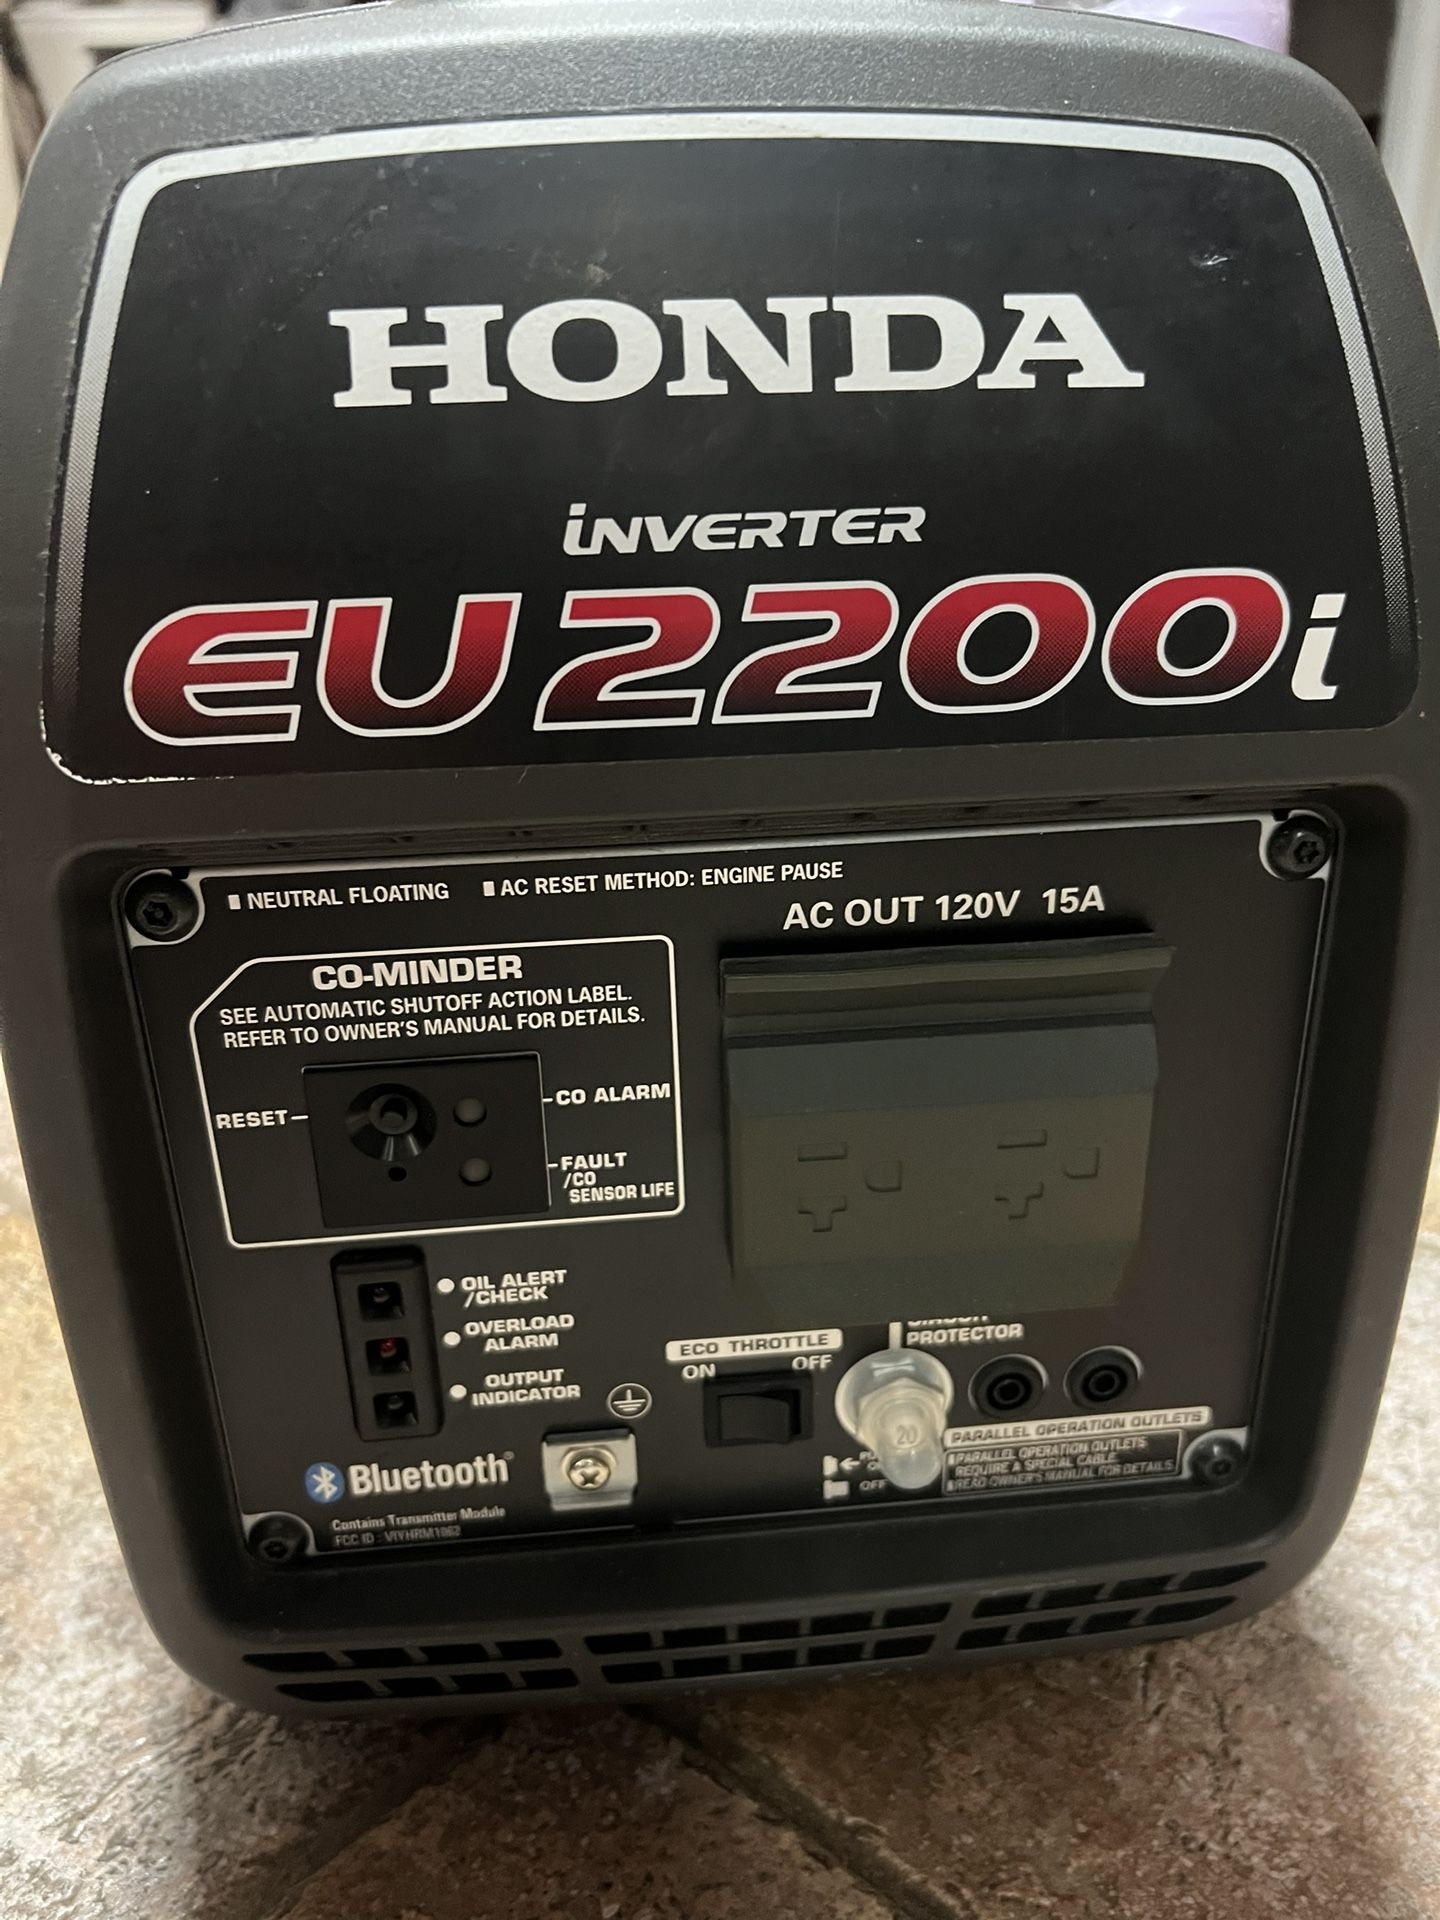 HONDA
iNVERTER
EU2200i
NEUTRAL FLOATING
AC RESET METHOD: ENGINE PAUSE
AC OUT 120V 15A
CO-MINDER
SEE AUTOMATIC SHUTOFF ACTION LABEL.
REFER TO OWNER'S MANUAL FOR DETAILS.
RESET
CO ALARM
FAULT
/CO
SENSOR LIFE
OIL ALERT
/CHECK
OVERLOAD
ALARM
OUTPUT
INDICATOR
ECO THROTTLE
ON OFF
CIRCUIT
PROTECTOR
20
OFF
PARALLEL OPERATION OUTLETS
PARALLEL OPERATION OUTLETS
REQUIRE A SPECIAL CABLE.
READ OWNER'S MANUAL FOR DETAILS.
Bluetooth®
Contains Transmitter Module
FCC ID :